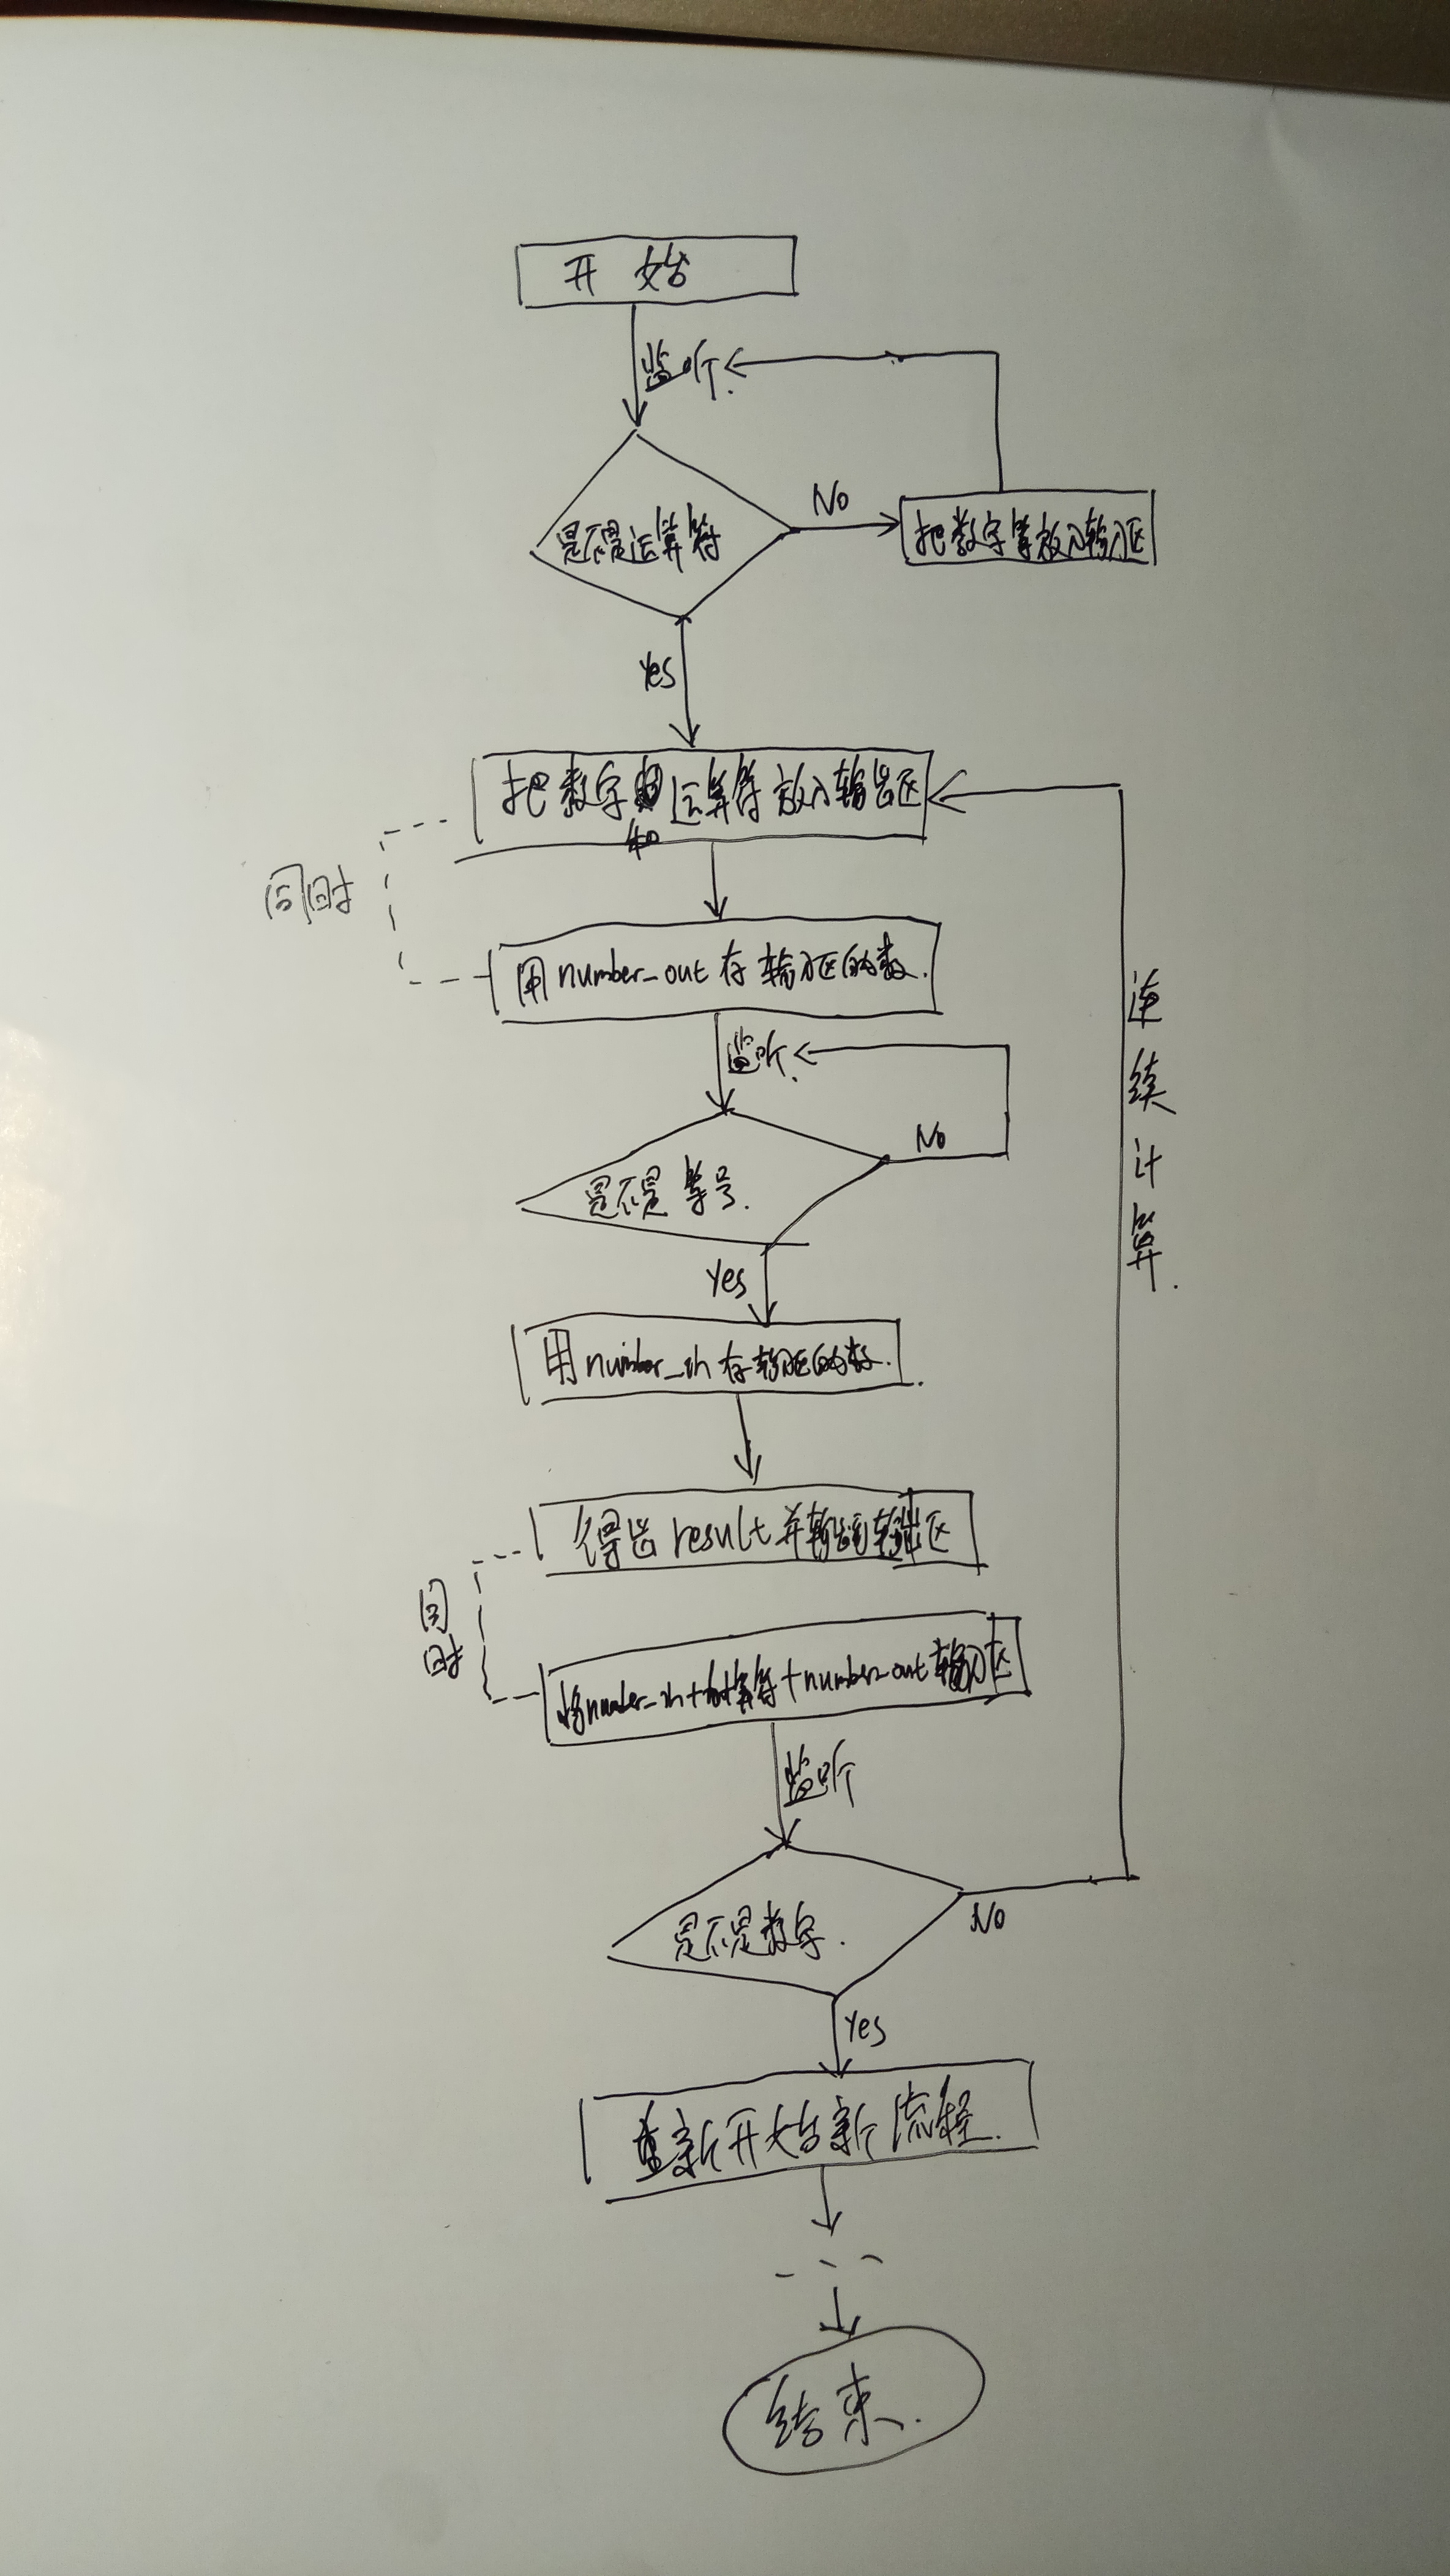 开始
监听.
是不是运算符
No
把数字等放入输入区
Yes
把数字和运算符放入输出区
同时
用number_out存输入区的数.
监听.
是不是等号.
No
Yes
用number_in存输入区的数.
得出result并输出到输出区
同时
将number_in+运算符+number_out输入区
监听
是不是数字.
No
连续计算.
Yes
重新开始新流程.
结束.